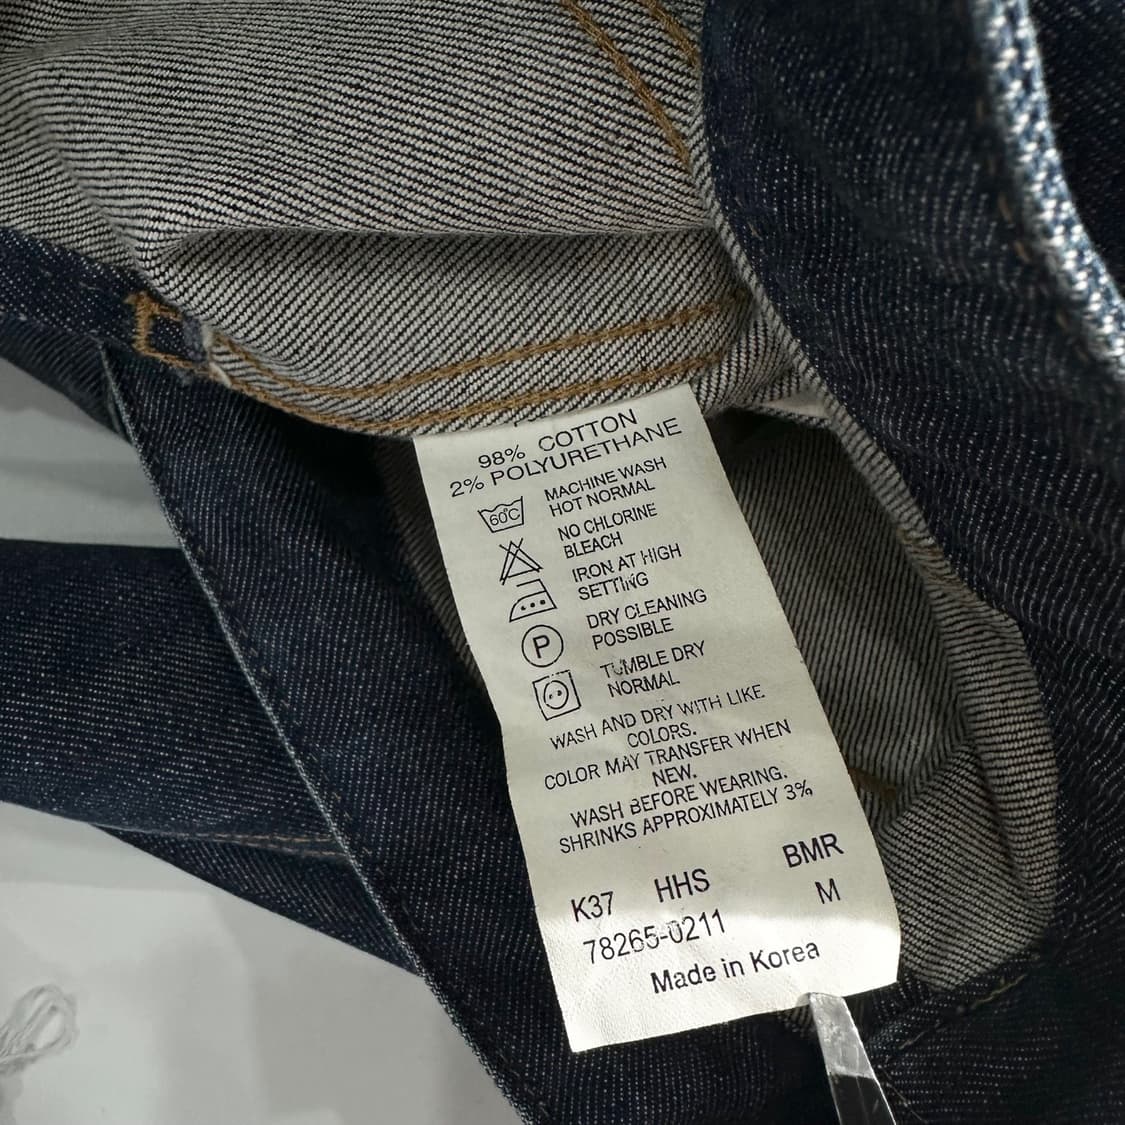 98% COTTON
2% POLYURETHANE
60°C
MACHINE WASH
HOT NORMAL
NO CHLORINE
BLEACH
IRON AT HIGH
SETTING
P
DRY CLEANING
POSSIBLE
TUMBLE DRY
NORMAL
WASH AND DRY WITH LIKE
COLORS.
COLOR MAY TRANSFER WHEN
NEW.
WASH BEFORE WEARING.
SHRINKS APPROXIMATELY 3%
K37 HHS BMR
78265-0211 M
Made in Korea